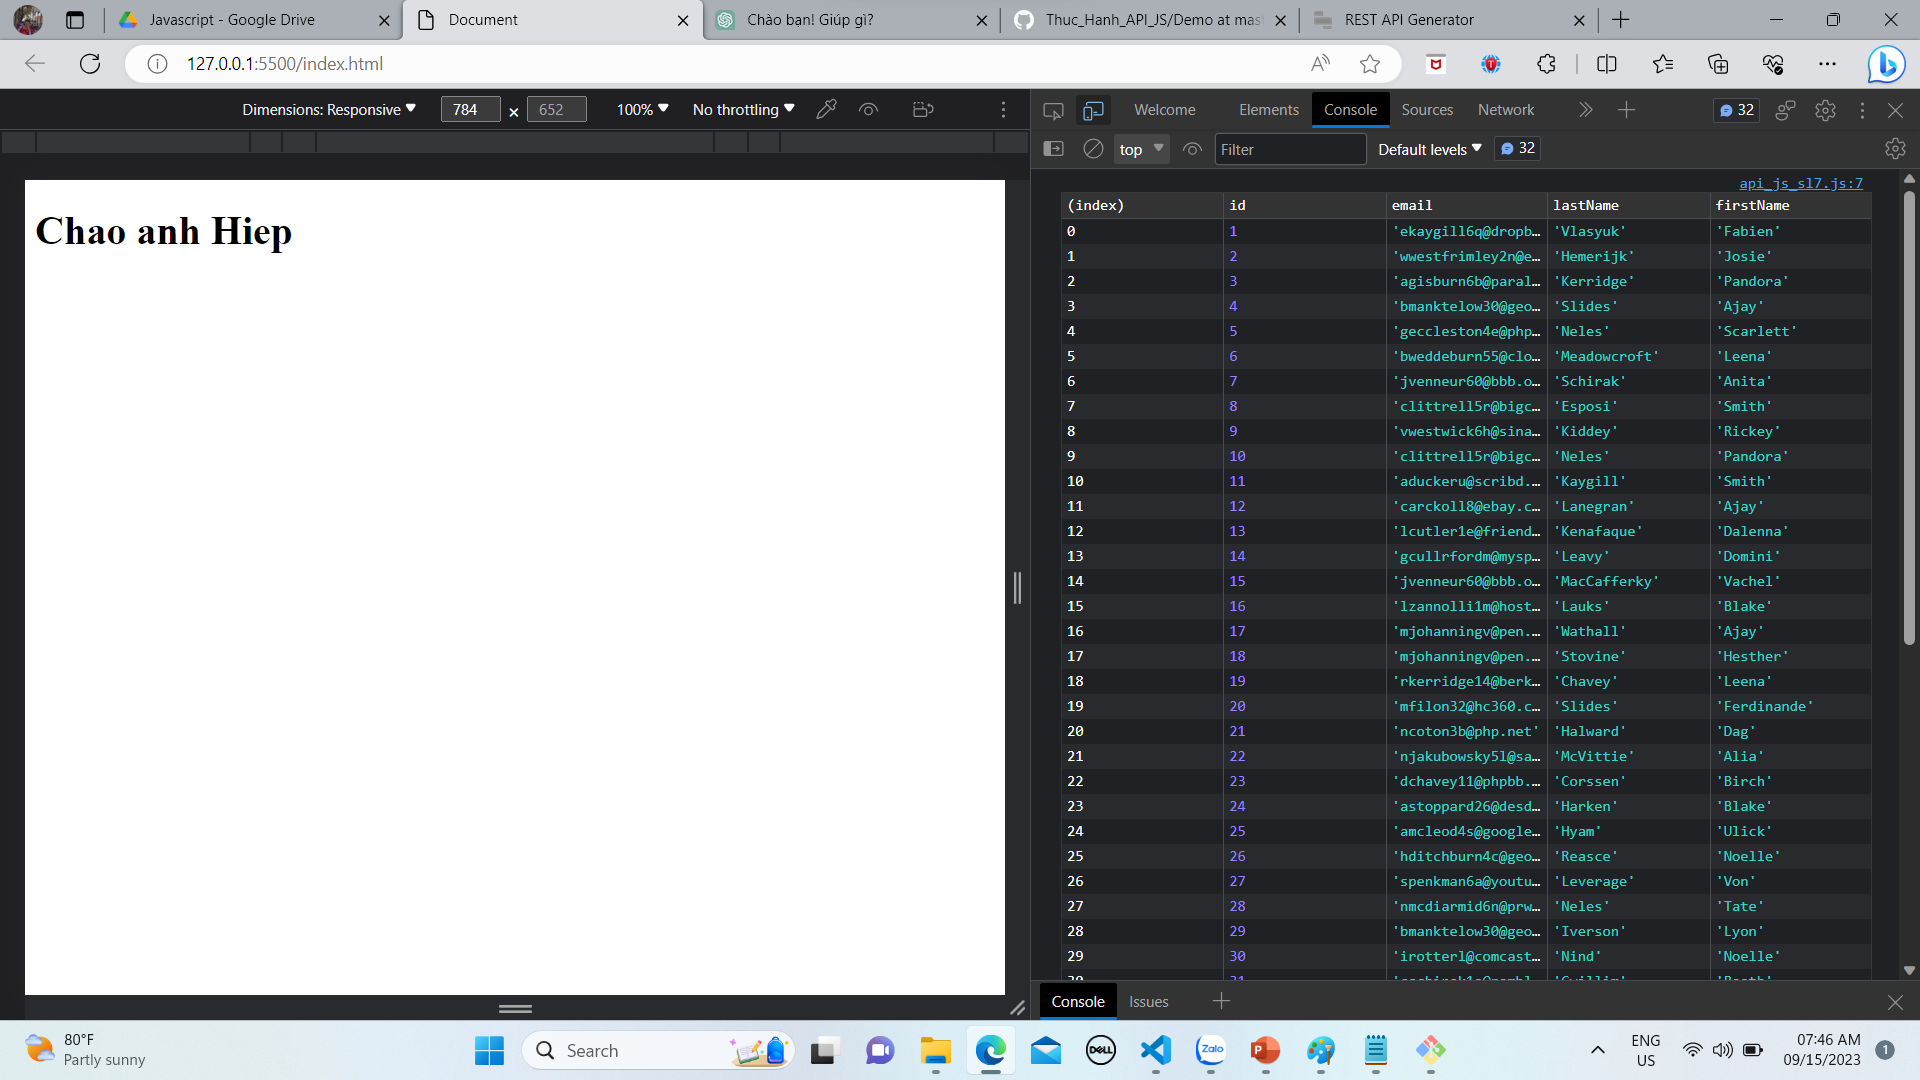 Javascript - Google Drive
Document
Chào bạn! Giúp gì?
Thuc_Hanh_API_JS/Demo at mast
REST API Generator
127.0.0.1:5500/index.html
Dimensions: Responsive
784
×
652
100%
No throttling
Welcome
Elements
Console
Sources
Network
32
top
Filter
Default levels
32
Chao anh Hiep
api_js_sl7.js:7
(index) id email lastName firstName
0 1 'ekaygill6q@dropb… 'Vlasyuk' 'Fabien'
1 2 'wwestfrimley2n@e… 'Hemerijk' 'Josie'
2 3 'agisburn6b@paral… 'Kerridge' 'Pandora'
3 4 'bmanktelow30@geo… 'Slides' 'Ajay'
4 5 'geccleston4e@php… 'Neles' 'Scarlett'
5 6 'bweddeburn55@clo… 'Meadowcroft' 'Leena'
6 7 'jvenneur60@bbb.o… 'Schirak' 'Anita'
7 8 'clittrell5r@bigc… 'Esposi' 'Smith'
8 9 'vwestwick6h@sina… 'Kiddey' 'Rickey'
9 10 'clittrell5r@bigc… 'Neles' 'Pandora'
10 11 'aduckeru@scribd.… 'Kaygill' 'Smith'
11 12 'carckoll8@ebay.c… 'Lanegran' 'Ajay'
12 13 'lcutler1e@friend… 'Kenafaque' 'Dalenna'
13 14 'gcullrfordm@mysp… 'Leavy' 'Domini'
14 15 'jvenneur60@bbb.o… 'MacCafferky' 'Vachel'
15 16 'lzannolli1m@host… 'Lauks' 'Blake'
16 17 'mjohanningv@pen.… 'Wathall' 'Ajay'
17 18 'mjohanningv@pen.… 'Stovine' 'Hesther'
18 19 'rkerridge14@berk… 'Chavey' 'Leena'
19 20 'mfilon32@hc360.c… 'Slides' 'Ferdinande'
20 21 'ncoton3b@php.net' 'Halward' 'Dag'
21 22 'njakubowsky5l@sa… 'McVittie' 'Alia'
22 23 'dchavey11@phpbb.… 'Corssen' 'Birch'
23 24 'astoppard26@desd… 'Harken' 'Blake'
24 25 'amcleod4s@google… 'Hyam' 'Ulick'
25 26 'hditchburn4c@geo… 'Reasce' 'Noelle'
26 27 'spenkman6a@youtu… 'Leverage' 'Von'
27 28 'nmcdiarmid6n@prw… 'Neles' 'Tate'
28 29 'bmanktelow30@geo… 'Iverson' 'Lyon'
29 30 'irotterl@comcast… 'Nind' 'Noelle'
Console
Issues
80°F
Partly sunny
Search
DELL
Zalo
ENG
US
07:46 AM
09/15/2023
1